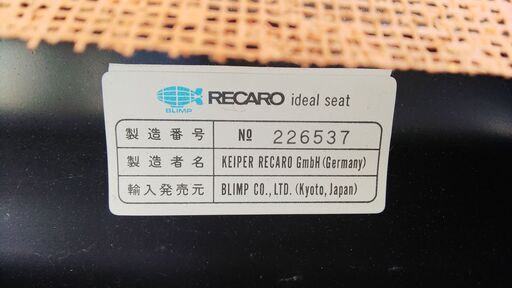 BLIMP RECARO ideal seat
製造番号 № 226537
製造者名 KEIPER RECARO GmbH (Germany)
輸入発売元 BLIMP CO., LTD. (Kyoto, Japan)